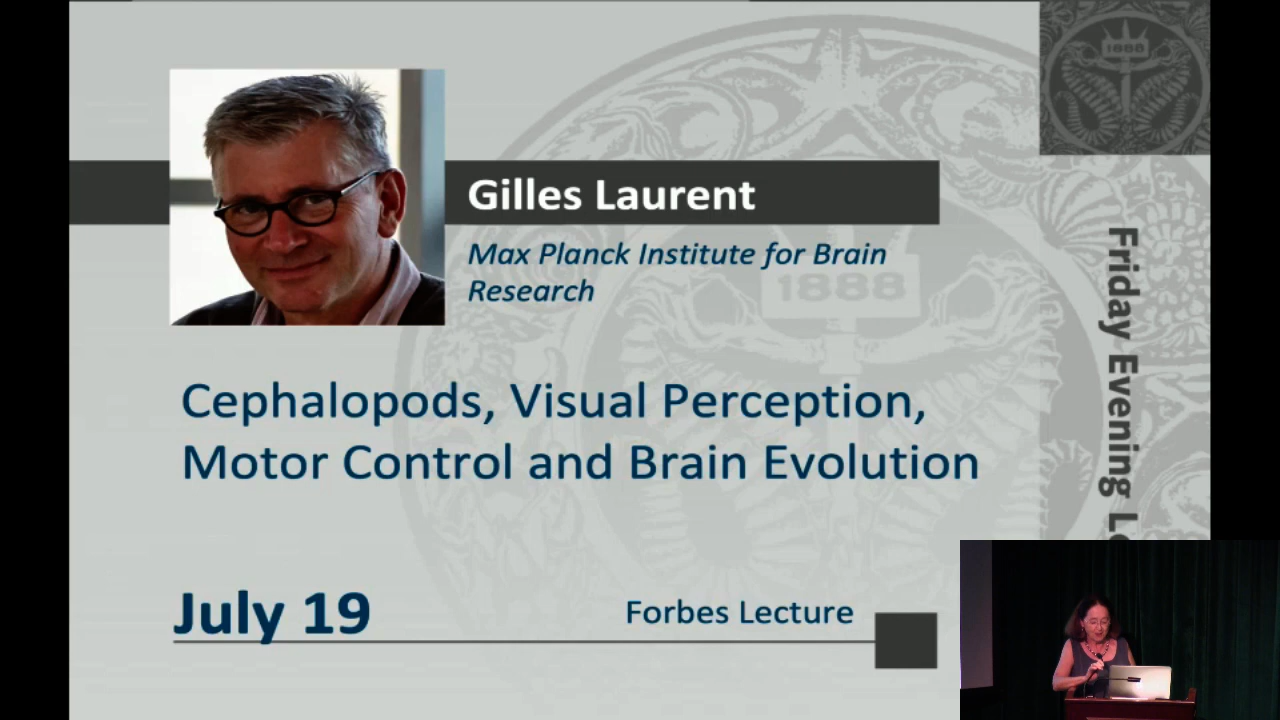 1888
Gilles Laurent
Max Planck Institute for Brain
Research
1888
Cephalopods, Visual Perception,
Motor Control and Brain Evolution
July 19
Forbes Lecture
Friday Evening